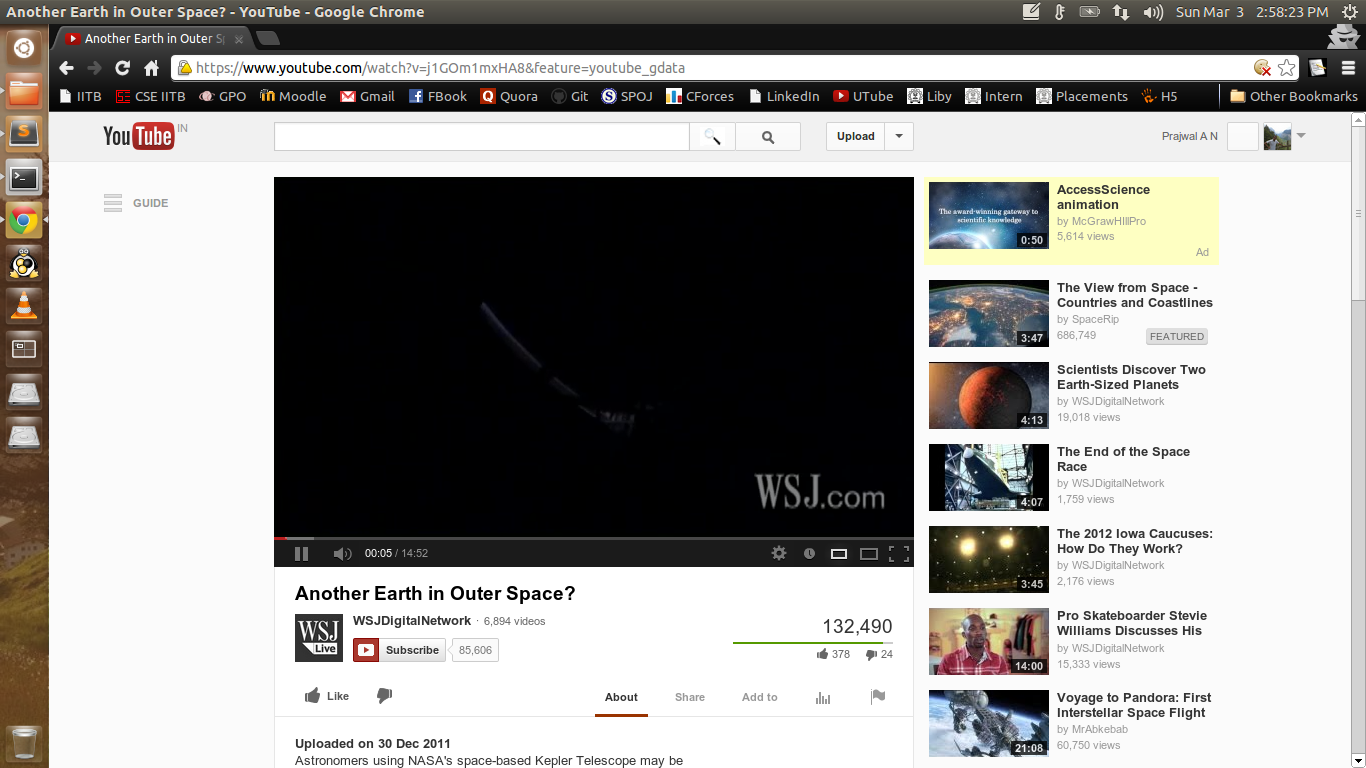 Another Earth in Outer Space? - YouTube - Google Chrome
Sun Mar 3 2:58:23 PM
Another Earth in Outer S
https://www.youtube.com/watch?v=j1GOm1mxHA8&feature=youtube_gdata
IITB CSE IITB GPO Moodle Gmail FBook Quora Git SPOJ CForces LinkedIn UTube Liby Intern Placements H5 Other Bookmarks
YouTube IN
Upload
Prajwal A N
GUIDE
WSJ.com
00:05 / 14:52
Another Earth in Outer Space?
WSJ Live
WSJDigitalNetwork · 6,894 videos
Subscribe 85,606
132,490
378 24
Like
About Share Add to
Uploaded on 30 Dec 2011
Astronomers using NASA's space-based Kepler Telescope may be
The award-winning gateway to
scientific knowledge
0:50
AccessScience
animation
by McGrawHIllPro
5,614 views
Ad
3:47
The View from Space -
Countries and Coastlines
by SpaceRip
686,749 FEATURED
4:13
Scientists Discover Two
Earth-Sized Planets
by WSJDigitalNetwork
19,018 views
4:07
The End of the Space
Race
by WSJDigitalNetwork
1,759 views
3:45
The 2012 Iowa Caucuses:
How Do They Work?
by WSJDigitalNetwork
2,176 views
14:00
Pro Skateboarder Stevie
Williams Discusses His
by WSJDigitalNetwork
15,333 views
21:08
Voyage to Pandora: First
Interstellar Space Flight
by MrAbkebab
60,750 views